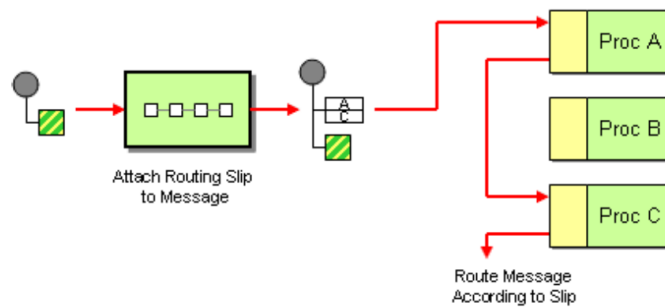 Proc A
A
C
Proc B
Attach Routing Slip
to Message
Proc C
Route Message
According to Slip